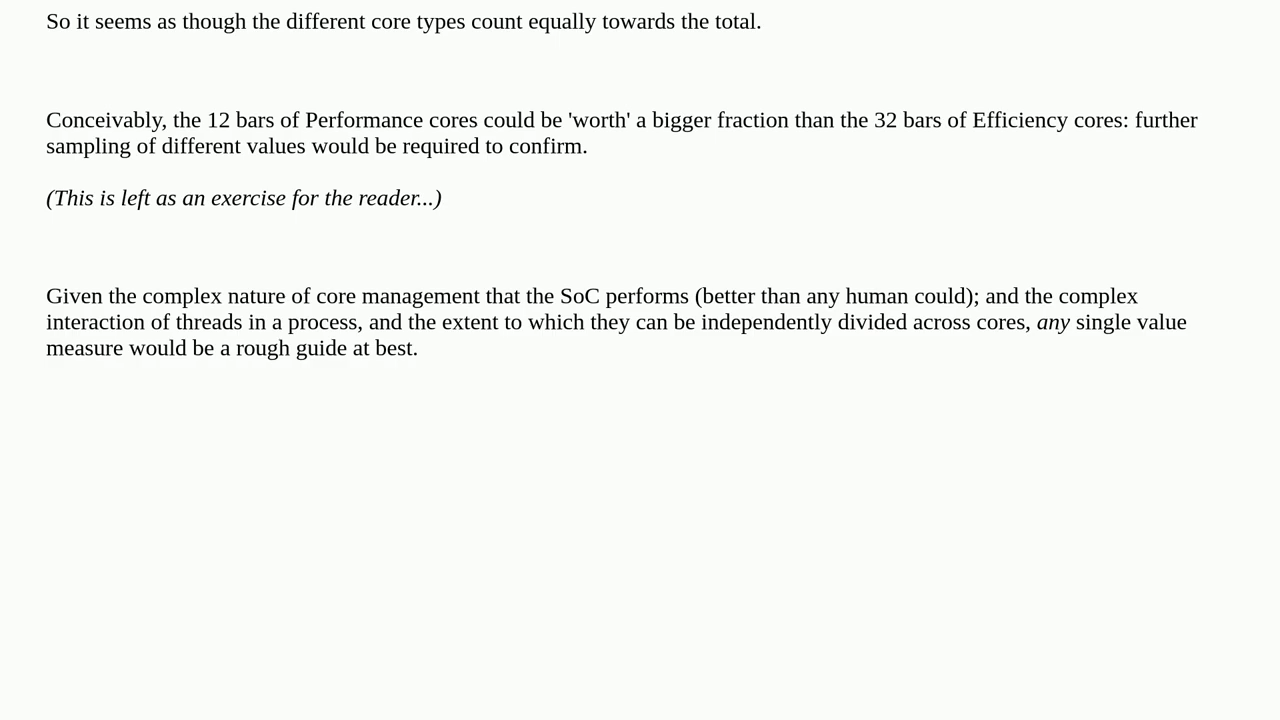 So it seems as though the different core types count equally towards the total.
Conceivably, the 12 bars of Performance cores could be 'worth' a bigger fraction than the 32 bars of Efficiency cores: further
sampling of different values would be required to confirm.
(This is left as an exercise for the reader...)
Given the complex nature of core management that the SoC performs (better than any human could); and the complex
interaction of threads in a process, and the extent to which they can be independently divided across cores, any single value
measure would be a rough guide at best.